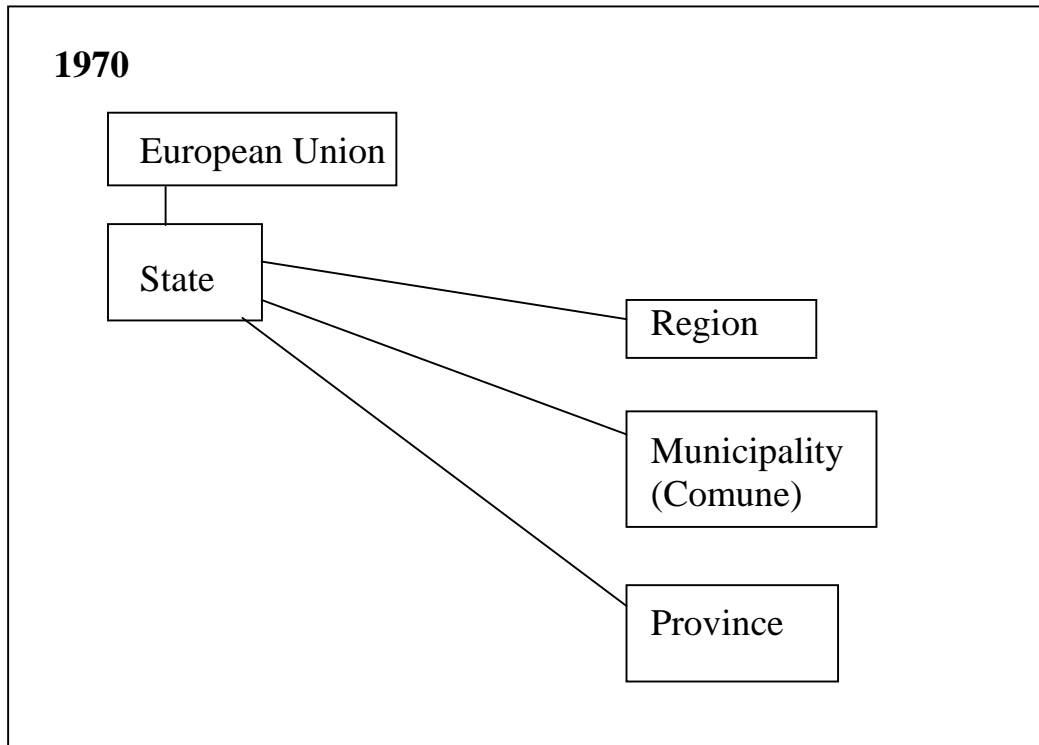 1970
European Union
State
Region
Municipality
(Comune)
Province